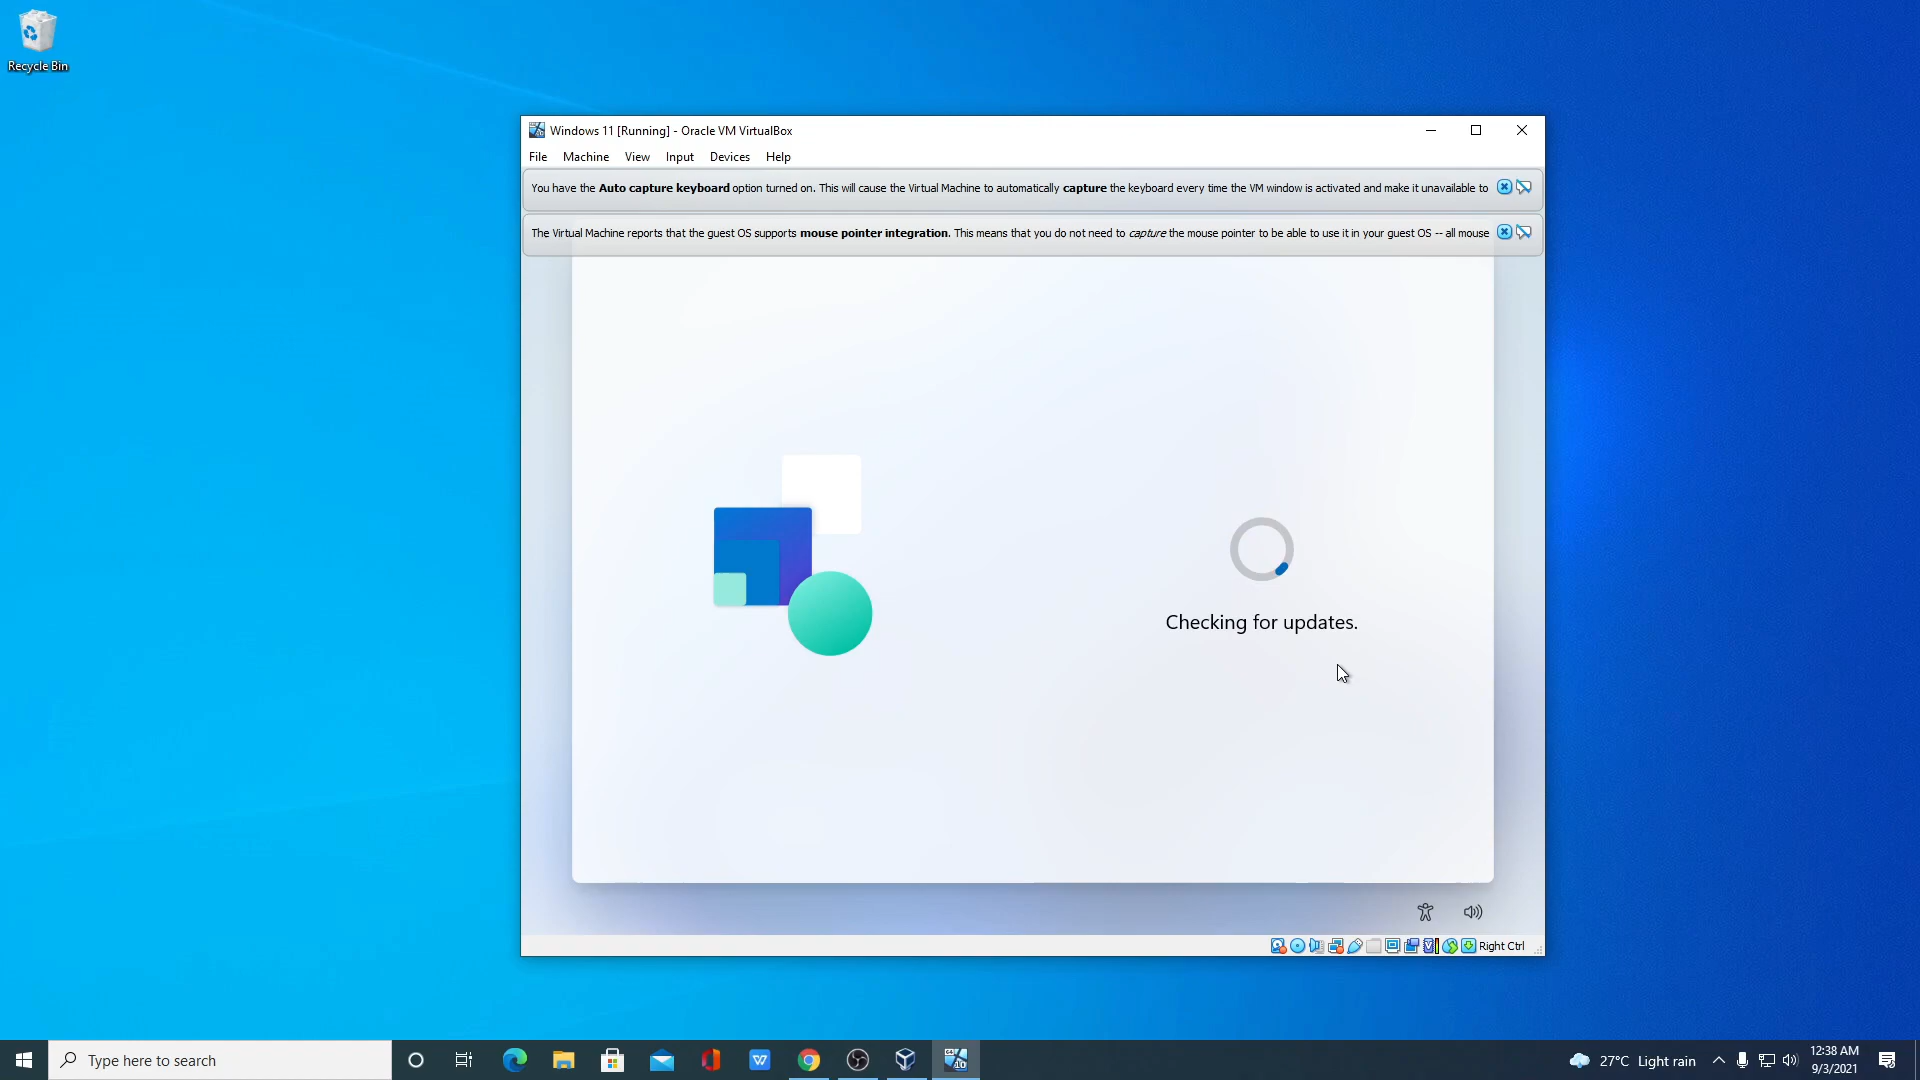 Recycle Bin
Windows 11 [Running] - Oracle VM VirtualBox
File Machine View Input Devices Help
You have the Auto capture keyboard option turned on. This will cause the Virtual Machine to automatically capture the keyboard every time the VM window is activated and make it unavailable to
The Virtual Machine reports that the guest OS supports mouse pointer integration. This means that you do not need to capture the mouse pointer to be able to use it in your guest OS -- all mouse
Checking for updates.
Right Ctrl
Type here to search
27°C Light rain
12:38 AM
9/3/2021